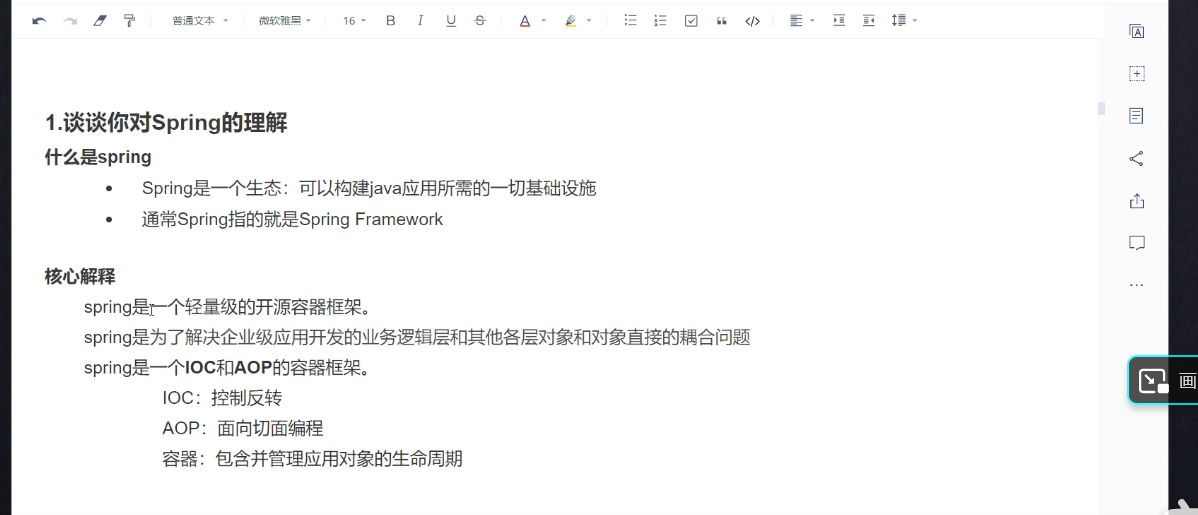 普通文本
微软雅黑
16
B
I
U
S
A
1.谈谈你对Spring的理解
什么是spring
• Spring是一个生态：可以构建java应用所需的一切基础设施
• 通常Spring指的就是Spring Framework
核心解释
spring是一个轻量级的开源容器框架。
spring是为了解决企业级应用开发的业务逻辑层和其他各层对象和对象直接的耦合问题
spring是一个IOC和AOP的容器框架。
IOC：控制反转
AOP：面向切面编程
容器：包含并管理应用对象的生命周期
画